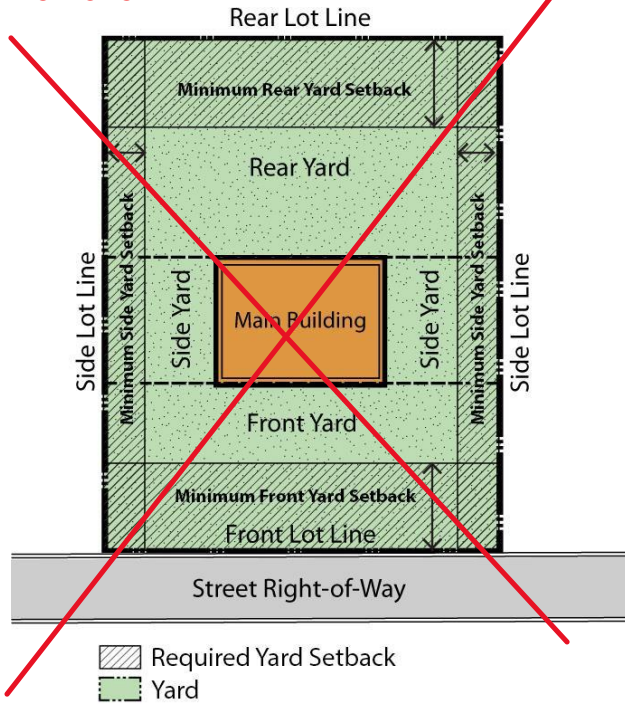 Rear Lot Line
Minimum Rear Yard Setback
Rear Yard
Side Lot Line
Minimum Side Yard Setback
Side Yard
Main Building
Side Yard
Minimum Side Yard Setback
Side Lot Line
Front Yard
Minimum Front Yard Setback
Front Lot Line
Street Right-of-Way
Required Yard Setback
Yard